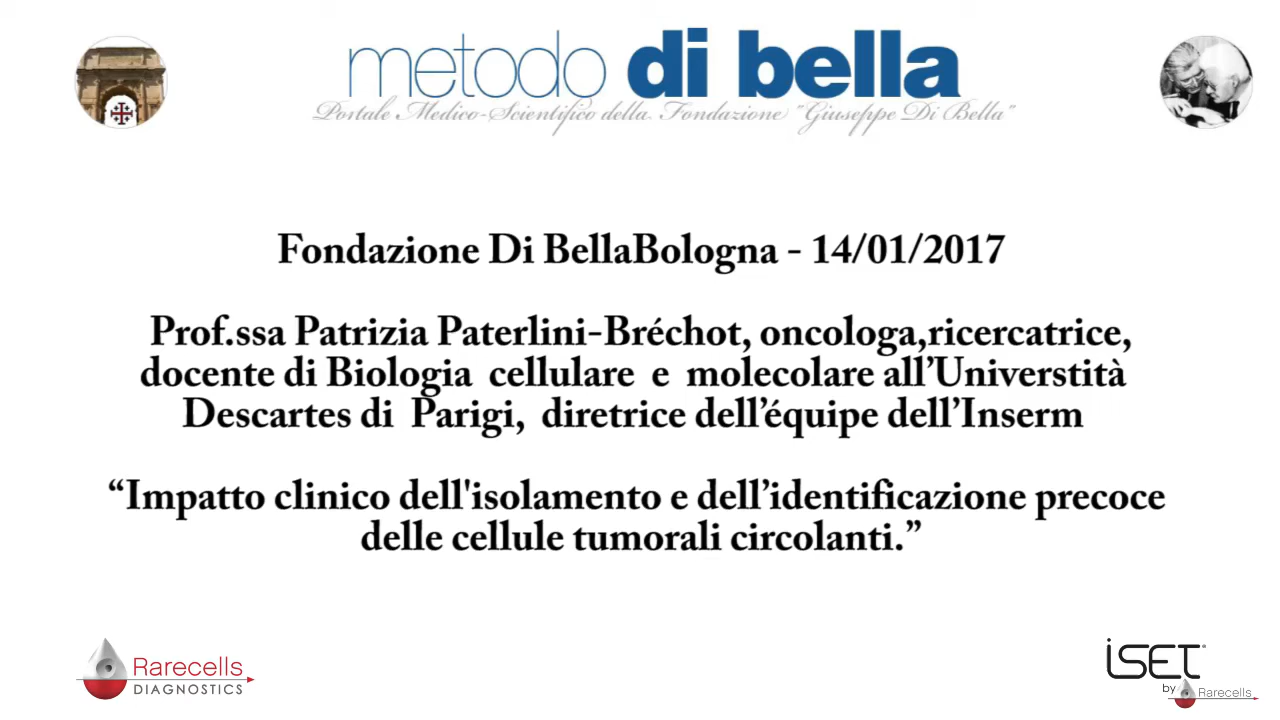 metodo di bella
Portale Medico-Scientifico della Fondazione "Giuseppe Di Bella"
Fondazione Di BellaBologna - 14/01/2017
Prof.ssa Patrizia Paterlini-Bréchot, oncologa,ricercatrice,
docente di Biologia cellulare e molecolare all’Universtità
Descartes di Parigi, diretrice dell’équipe dell’Inserm
“Impatto clinico dell'isolamento e dell’identificazione precoce
delle cellule tumorali circolanti.”
Rarecells
DIAGNOSTICS
iSET®
by Rarecells